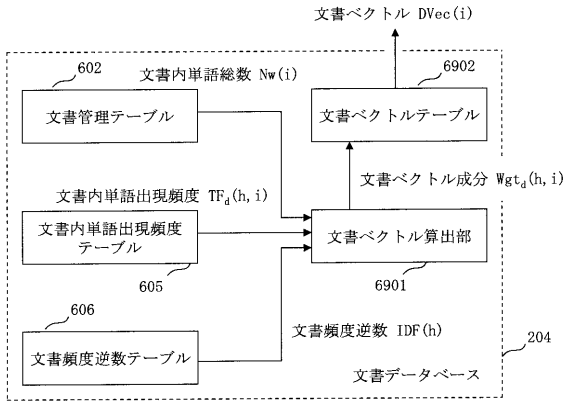 文書ベクトル DVec(i)
602
文書内単語総数 Nw(i)
6902
文書管理テーブル
文書ベクトルテーブル
文書内単語出現頻度 TFd(h,i)
文書ベクトル成分 Wgtd(h,i)
文書内単語出現頻度
テーブル
文書ベクトル算出部
605
6901
606
文書頻度逆数 IDF(h)
文書頻度逆数テーブル
204
文書データベース